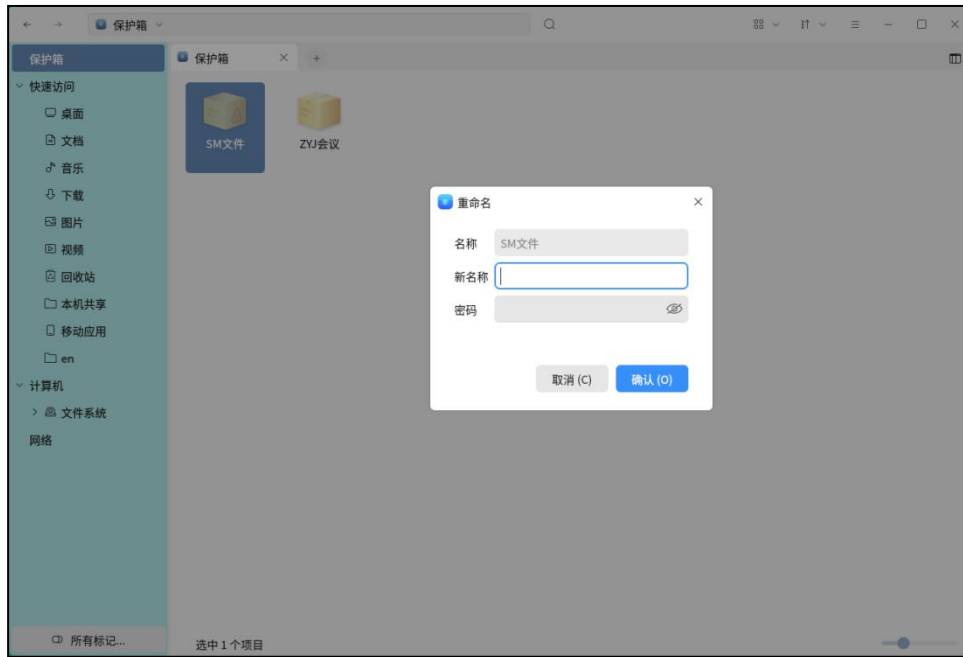 保护箱
保护箱
保护箱
快速访问
桌面
文档
音乐
下载
图片
视频
回收站
本机共享
移动应用
en
计算机
文件系统
网络
所有标记...
SM文件
ZYJ会议
重命名
名称 SM文件
新名称
密码
取消 (C) 确认 (O)
选中 1 个项目